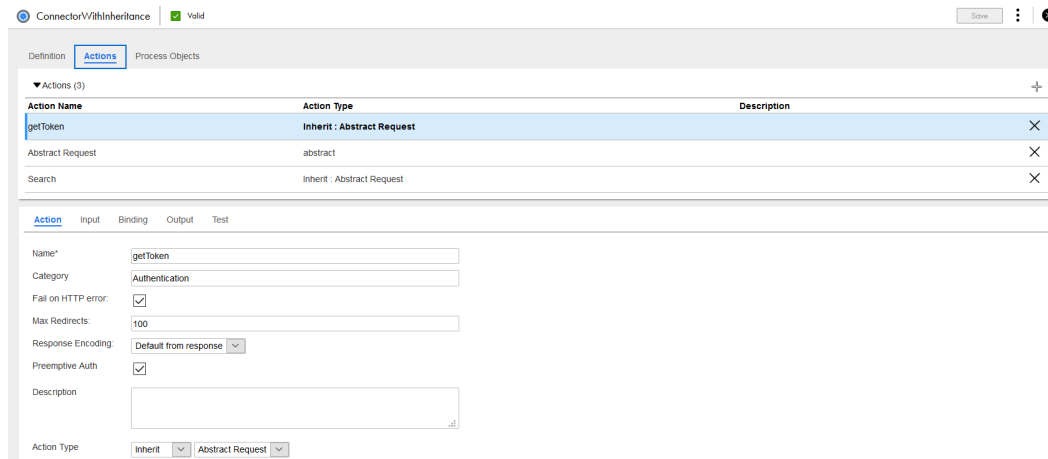 ConnectorWithInheritance Valid Save
Definition Actions Process Objects
Actions (3)
Action Name Action Type Description
getToken Inherit : Abstract Request
Abstract Request abstract
Search Inherit : Abstract Request
Action Input Binding Output Test
Name* getToken
Category Authentication
Fail on HTTP error:
Max Redirects: 100
Response Encoding: Default from response
Preemptive Auth
Description
Action Type Inherit Abstract Request